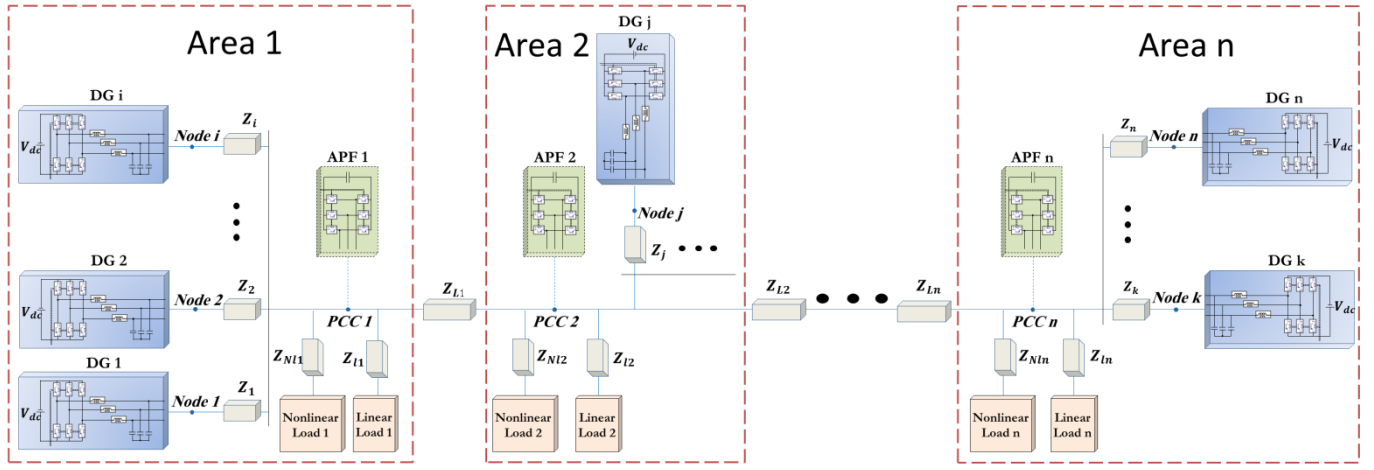 Area 1
DG i
V_dc
Node i
Z_i
APF 1
DG 2
V_dc
Node 2
Z_2
PCC 1
Z_Nl1
Z_l1
DG 1
V_dc
Node 1
Z_1
Nonlinear
Load 1
Linear
Load 1
Z_L1
Area 2
DG j
V_dc
APF 2
Node j
Z_j
PCC 2
Z_Nl2
Z_l2
Nonlinear
Load 2
Linear
Load 2
Z_L2
Z_Ln
Area n
DG n
Z_n
Node n
V_dc
APF n
DG k
Z_k
Node k
V_dc
PCC n
Z_Nln
Z_ln
Nonlinear
Load n
Linear
Load n